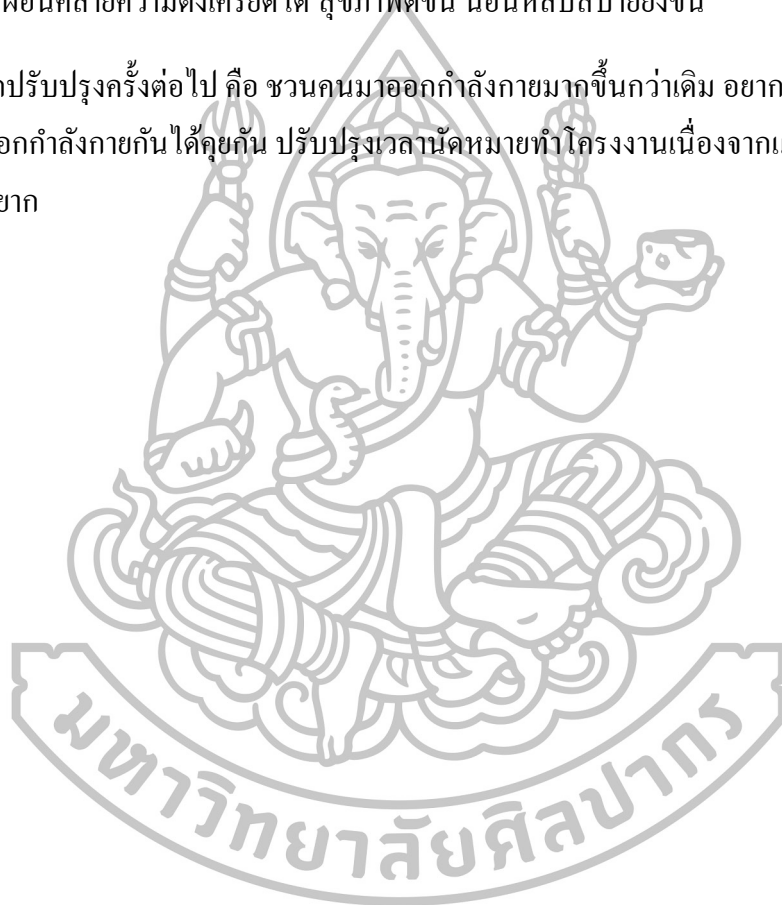 ผ่อนคลายความตึงเครียดได้ สุขภาพดีขึ้น นอนหลับสบายยิ่งขึ้น
ปรับปรุงครั้งต่อไป คือ ชวนคนมาออกกำลังกายมากขึ้นกว่าเดิม อยาก
อกกำลังกายกันได้คุยกัน ปรับปรุงเวลานัดหมายทำโครงงานเนื่องจาก
ยาก
มหาวิทยาลัยศิลปากร